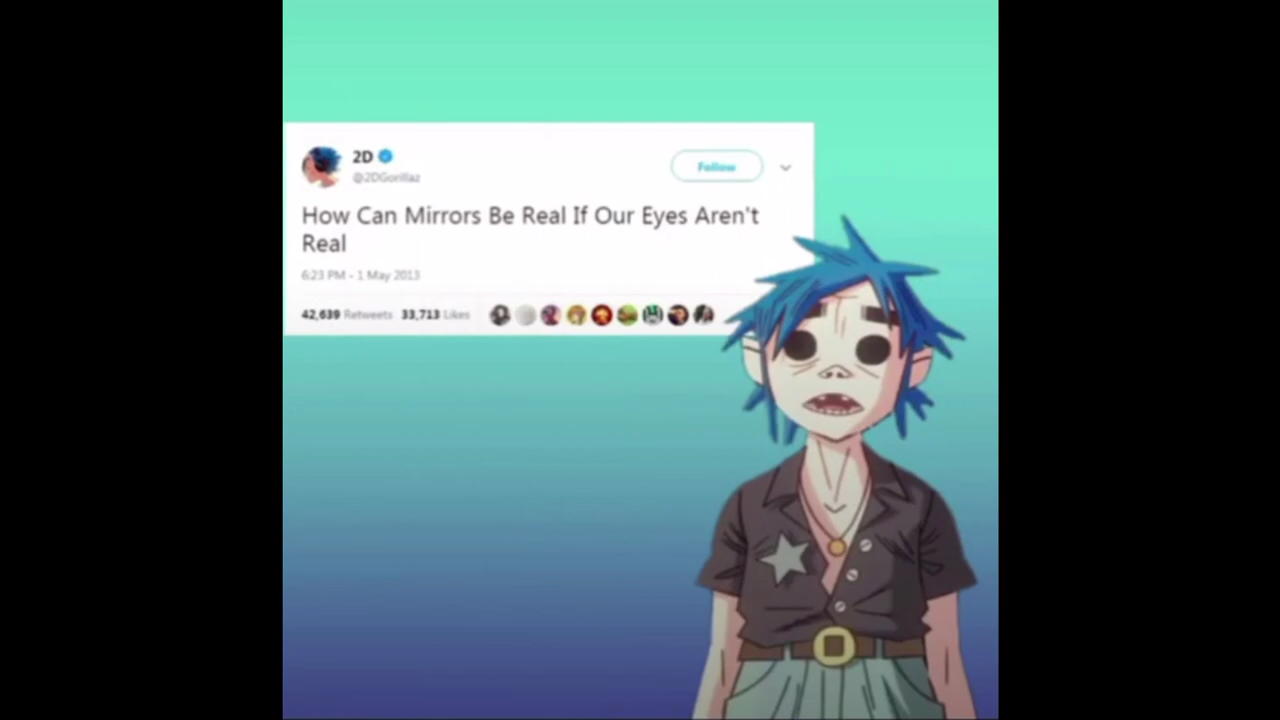 2D
Follow
@2DGorillaz
How Can Mirrors Be Real If Our Eyes Aren't
Real
6:23 PM - 1 May 2013
42,639 Retweets 33,713 Likes